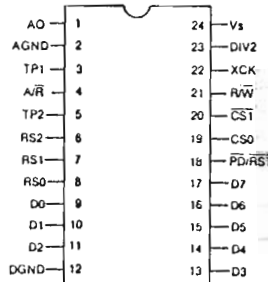 AO 1 24 Vs
AGND 2 23 DIV2
TP1 3 22 XCK
A/R̅ 4 21 R/W̅
TP2 5 20 C̅S̅1̅
RS2 6 19 CS0
RS1 7 18 P̅D̅/R̅S̅T̅
RS0 8 17 D7
D0 9 16 D6
D1 10 15 D5
D2 11 14 D4
DGND 12 13 D3